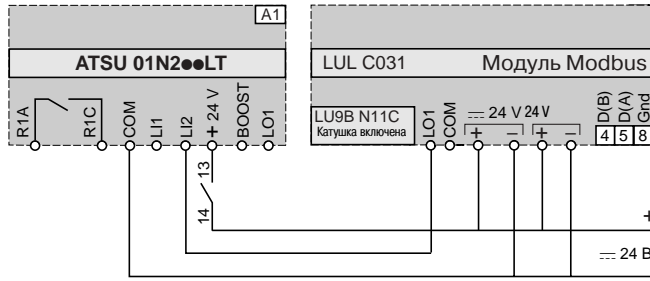 A1
ATSU 01N2●●LT
R1A
R1C
COM
LI1
LI2
+ 24 V
BOOST
LO1
13
14
LUL C031
Модуль Modbus
LU9B N11C
Катушка включена
LO1
COM
24 V 24 V
+ − + −
D(B)
D(A)
Gnd
4 5 8
+
24 В